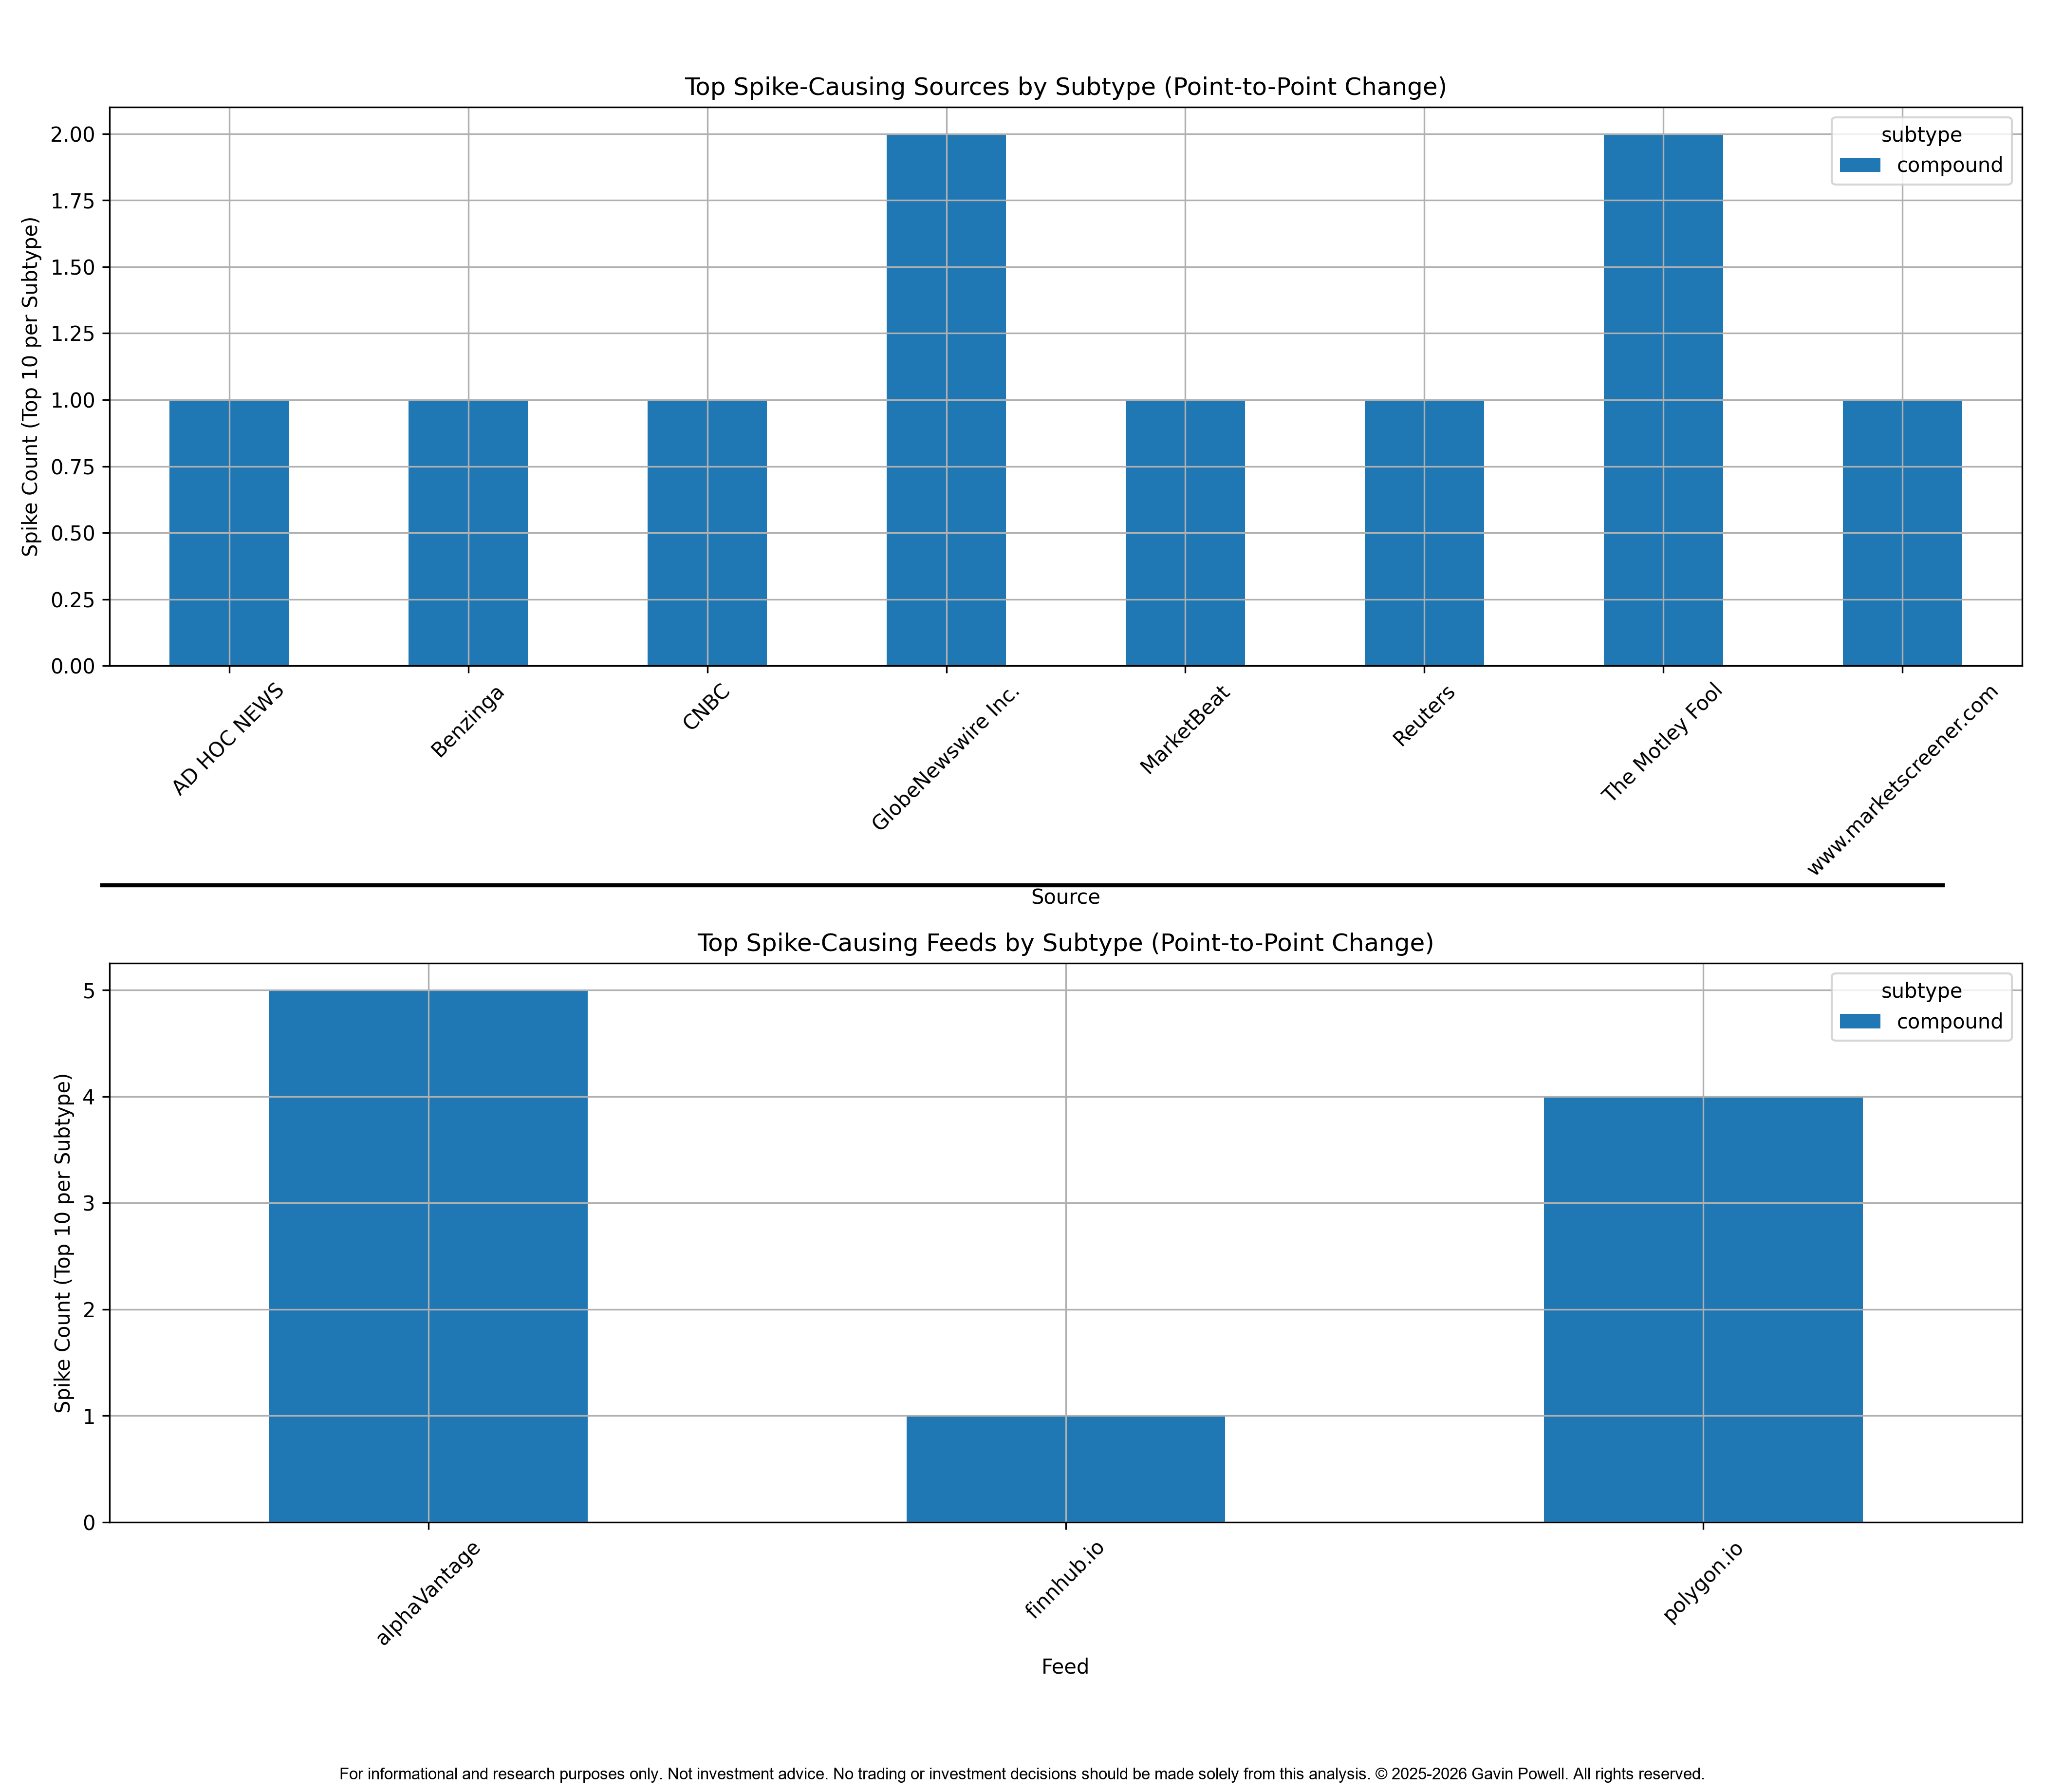 Top Spike-Causing Sources by Subtype (Point-to-Point Change)
Spike Count (Top 10 per Subtype)
2.00
1.75
1.50
1.25
1.00
0.75
0.50
0.25
0.00
subtype
compound
AD HOC NEWS
Benzinga
CNBC
GlobeNewswire Inc.
MarketBeat
Reuters
The Motley Fool
www.marketscreener.com
Source
Top Spike-Causing Feeds by Subtype (Point-to-Point Change)
Spike Count (Top 10 per Subtype)
5
4
3
2
1
0
subtype
compound
alphaVantage
finnhub.io
polygon.io
Feed
For informational and research purposes only. Not investment advice. No trading or investment decisions should be made solely from this analysis. © 2025-2026 Gavin Powell. All rights reserved.